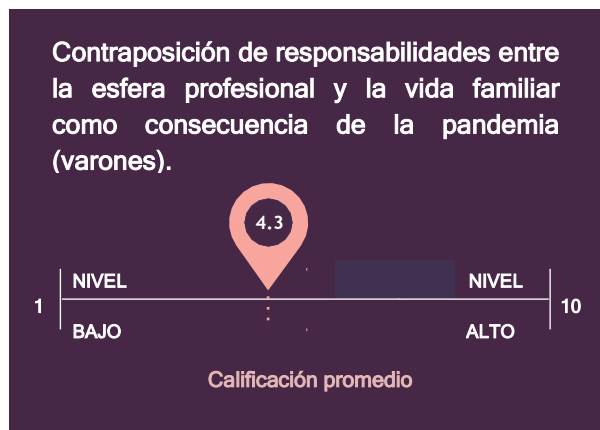 Contraposición de responsabilidades entre
la esfera profesional y la vida familiar
como consecuencia de la pandemia
(varones).
4.3
NIVEL NIVEL
1 10
BAJO ALTO
Calificación promedio